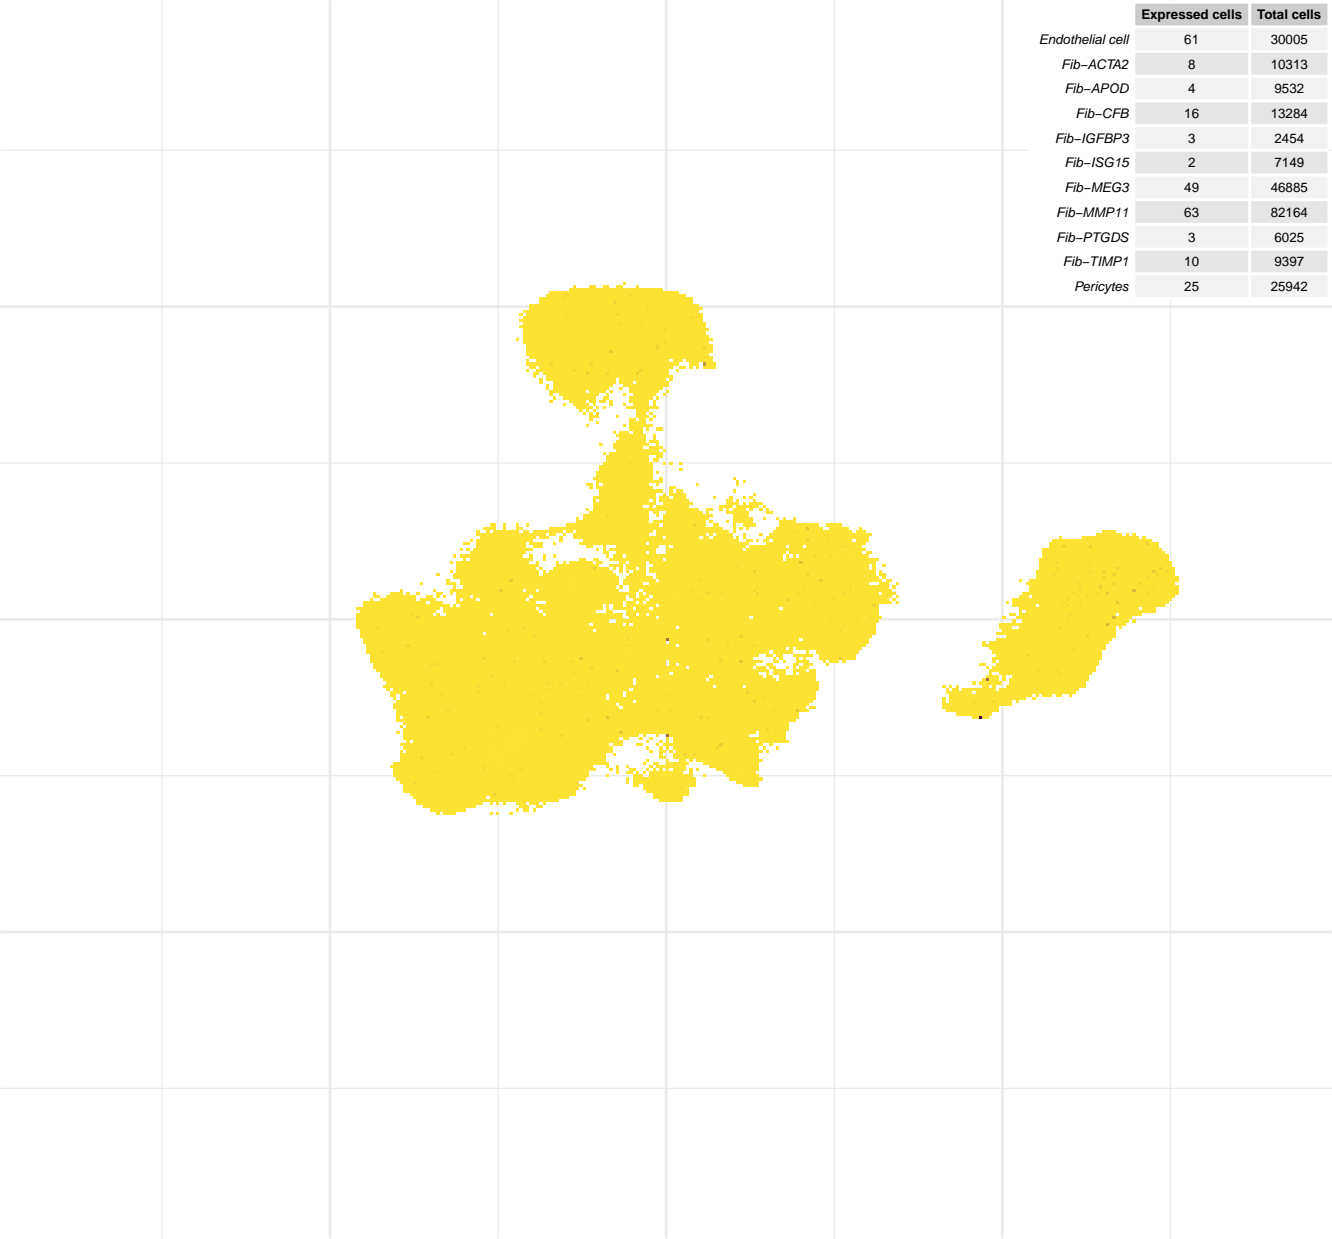 Expressed cells Total cells
Endothelial cell 61 30005
Fib−ACTA2 8 10313
Fib−APOD 4 9532
Fib−CFB 16 13284
Fib−IGFBP3 3 2454
Fib−ISG15 2 7149
Fib−MEG3 49 46885
Fib−MMP11 63 82164
Fib−PTGDS 3 6025
Fib−TIMP1 10 9397
Pericytes 25 25942